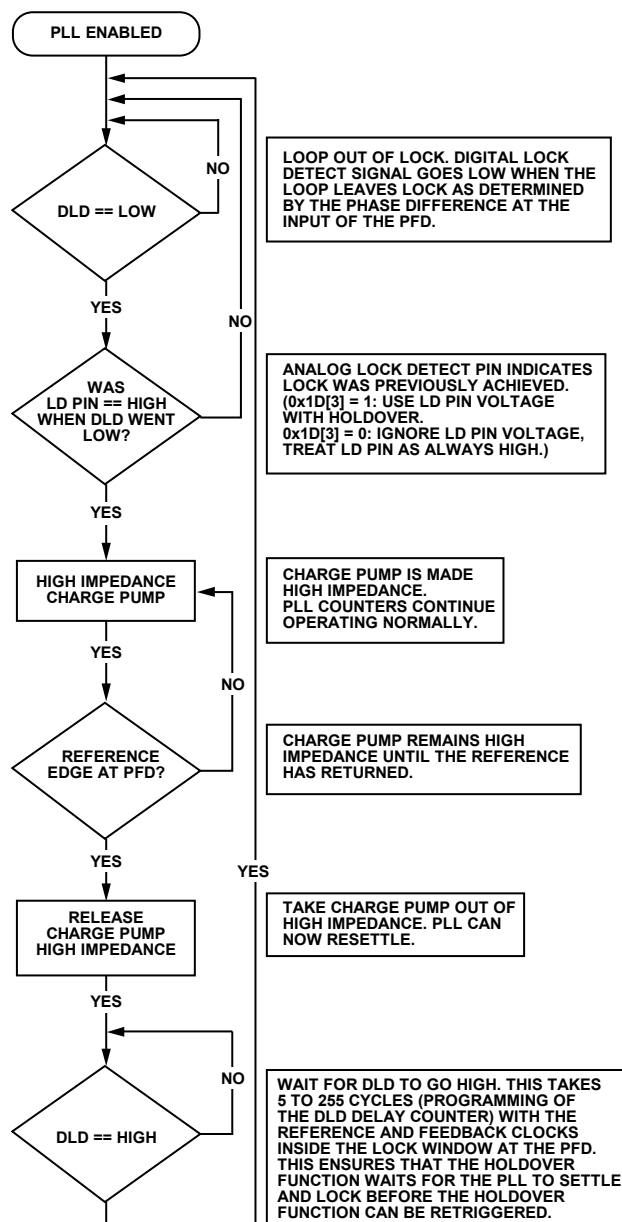 PLL ENABLED
NO
DLD == LOW
LOOP OUT OF LOCK. DIGITAL LOCK
DETECT SIGNAL GOES LOW WHEN THE
LOOP LEAVES LOCK AS DETERMINED
BY THE PHASE DIFFERENCE AT THE
INPUT OF THE PFD.
YES
NO
WAS
LD PIN == HIGH
WHEN DLD WENT
LOW?
ANALOG LOCK DETECT PIN INDICATES
LOCK WAS PREVIOUSLY ACHIEVED.
(0x1D[3] = 1: USE LD PIN VOLTAGE
WITH HOLDOVER.
0x1D[3] = 0: IGNORE LD PIN VOLTAGE,
TREAT LD PIN AS ALWAYS HIGH.)
YES
HIGH IMPEDANCE
CHARGE PUMP
CHARGE PUMP IS MADE
HIGH IMPEDANCE.
PLL COUNTERS CONTINUE
OPERATING NORMALLY.
YES
NO
REFERENCE
EDGE AT PFD?
CHARGE PUMP REMAINS HIGH
IMPEDANCE UNTIL THE REFERENCE
HAS RETURNED.
YES
YES
RELEASE
CHARGE PUMP
HIGH IMPEDANCE
TAKE CHARGE PUMP OUT OF
HIGH IMPEDANCE. PLL CAN
NOW RESETTLE.
YES
NO
DLD == HIGH
WAIT FOR DLD TO GO HIGH. THIS TAKES
5 TO 255 CYCLES (PROGRAMMING OF
THE DLD DELAY COUNTER) WITH THE
REFERENCE AND FEEDBACK CLOCKS
INSIDE THE LOCK WINDOW AT THE PFD.
THIS ENSURES THAT THE HOLDOVER
FUNCTION WAITS FOR THE PLL TO SETTLE
AND LOCK BEFORE THE HOLDOVER
FUNCTION CAN BE RETRIGGERED.